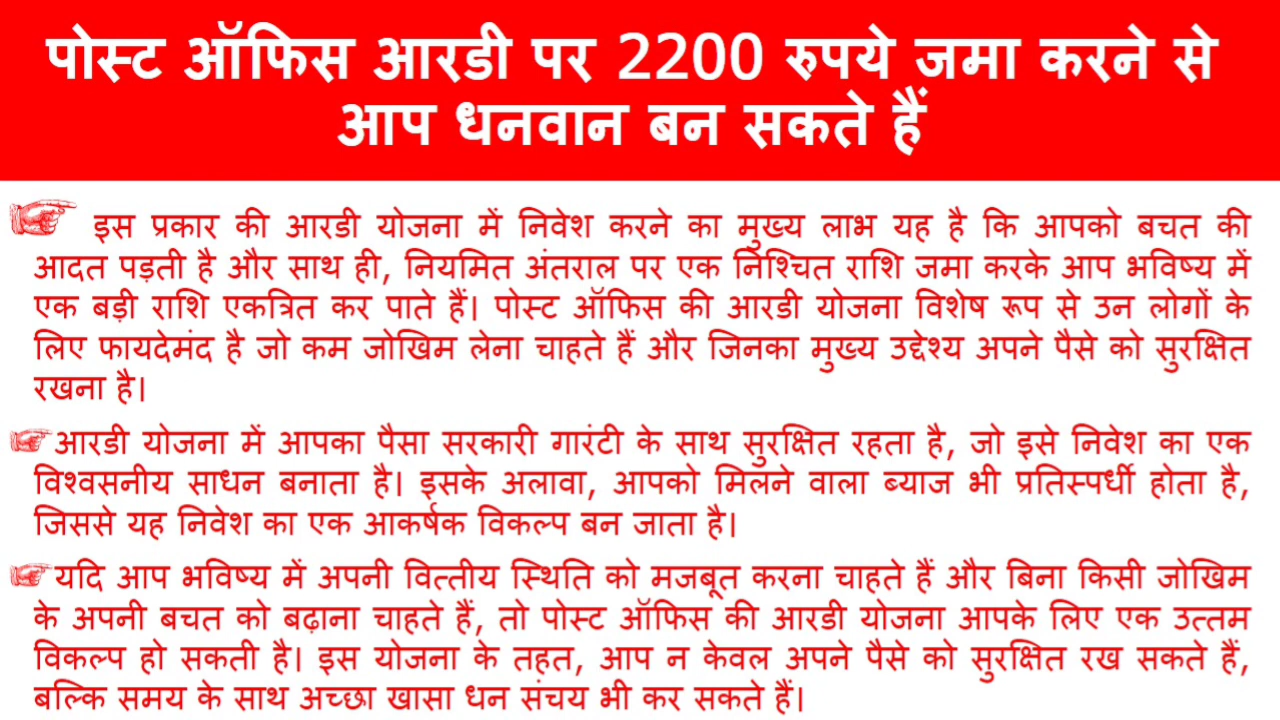 पोस्ट ऑफिस आरडी पर 2200 रुपये जमा करने से
आप धनवान बन सकते हैं
इस प्रकार की आरडी योजना में निवेश करने का मुख्य लाभ यह है कि आपको बचत की
आदत पड़ती है और साथ ही, नियमित अंतराल पर एक निश्चित राशि जमा करके आप भविष्य में
एक बड़ी राशि एकत्रित कर पाते हैं। पोस्ट ऑफिस की आरडी योजना विशेष रूप से उन लोगों के
लिए फायदेमंद है जो कम जोखिम लेना चाहते हैं और जिनका मुख्य उद्देश्य अपने पैसे को सुरक्षित
रखना है।
आरडी योजना में आपका पैसा सरकारी गारंटी के साथ सुरक्षित रहता है, जो इसे निवेश का एक
विश्वसनीय साधन बनाता है। इसके अलावा, आपको मिलने वाला ब्याज भी प्रतिस्पर्धी होता है,
जिससे यह निवेश का एक आकर्षक विकल्प बन जाता है।
यदि आप भविष्य में अपनी वित्तीय स्थिति को मजबूत करना चाहते हैं और बिना किसी जोखिम
के अपनी बचत को बढ़ाना चाहते हैं, तो पोस्ट ऑफिस की आरडी योजना आपके लिए एक उत्तम
विकल्प हो सकती है। इस योजना के तहत, आप न केवल अपने पैसे को सुरक्षित रख सकते हैं,
बल्कि समय के साथ अच्छा खासा धन संचय भी कर सकते हैं।